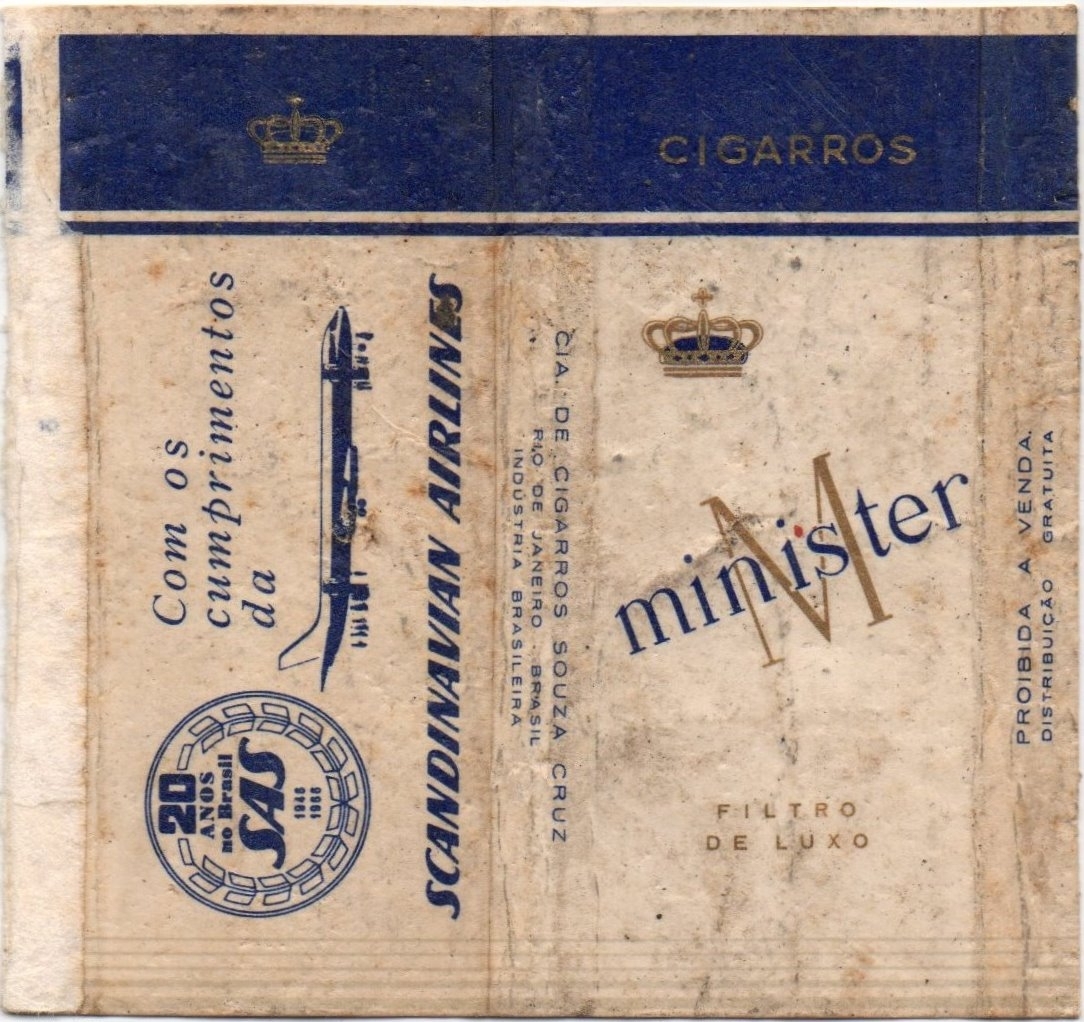 CIGARROS
Com os
cumprimentos
da
SCANDINAVIAN AIRLINES
20
ANOS
no Brasil
SAS
1946
1966
CIA. DE CIGARROS SOUZA CRUZ
RIO DE JANEIRO - BRASIL
INDÚSTRIA BRASILEIRA
M
minister
FILTRO
DE LUXO
PROIBIDA A VENDA.
DISTRIBUIÇÃO GRATUITA